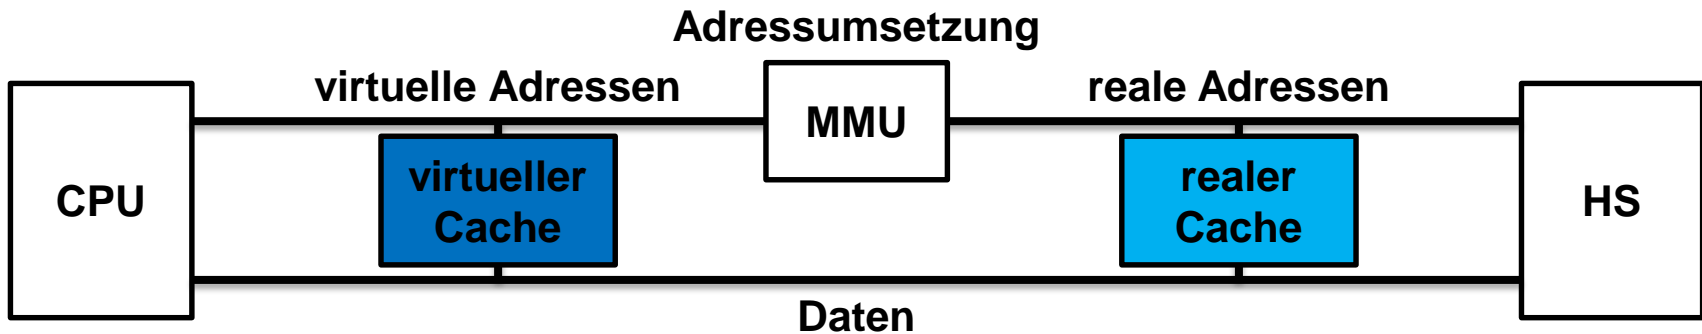 Adressumsetzung
virtuelle Adressen
reale Adressen
MMU
CPU
virtueller
Cache
realer
Cache
HS
Daten